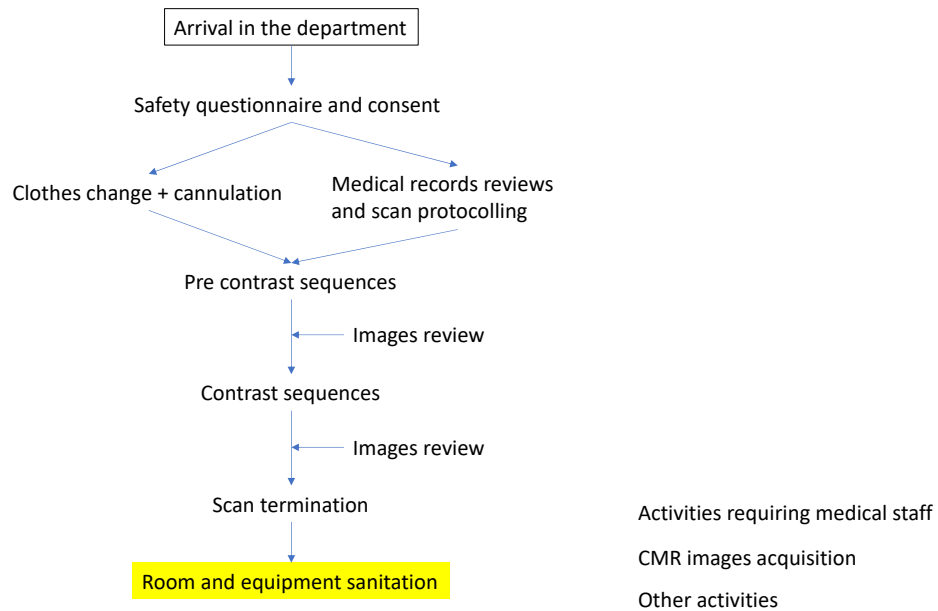 Arrival in the department
Safety questionnaire and consent
Clothes change + cannulation
Medical records reviews
and scan protocolling
Pre contrast sequences
Images review
Contrast sequences
Images review
Scan termination
Room and equipment sanitation
Activities requiring medical staff
CMR images acquisition
Other activities